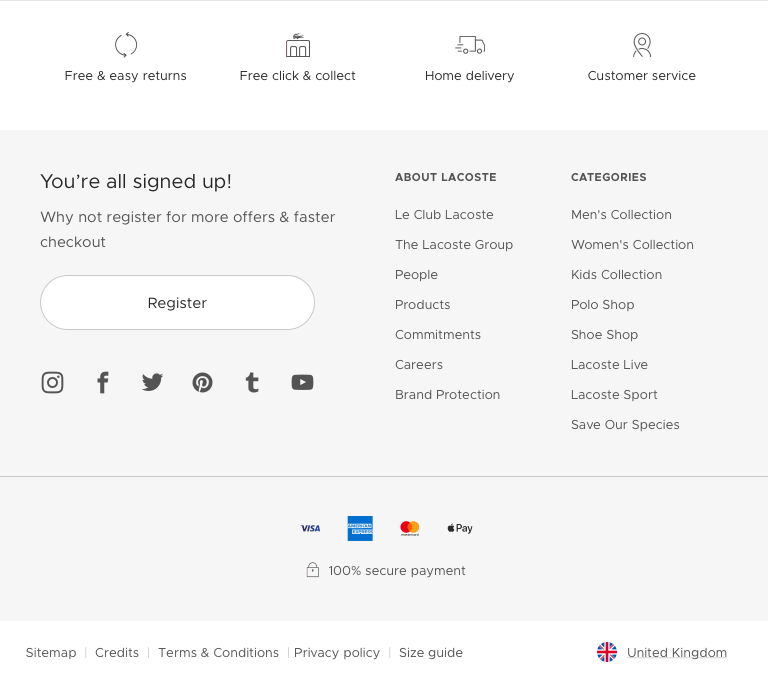 Free & easy returns
Free click & collect
Home delivery
Customer service
You’re all signed up!
Why not register for more offers & faster
checkout
Register
ABOUT LACOSTE
Le Club Lacoste
The Lacoste Group
People
Products
Commitments
Careers
Brand Protection
CATEGORIES
Men's Collection
Women's Collection
Kids Collection
Polo Shop
Shoe Shop
Lacoste Live
Lacoste Sport
Save Our Species
VISA
AMERICAN
EXPRESS
mastercard
Pay
100% secure payment
Sitemap | Credits | Terms & Conditions | Privacy policy | Size guide
United Kingdom